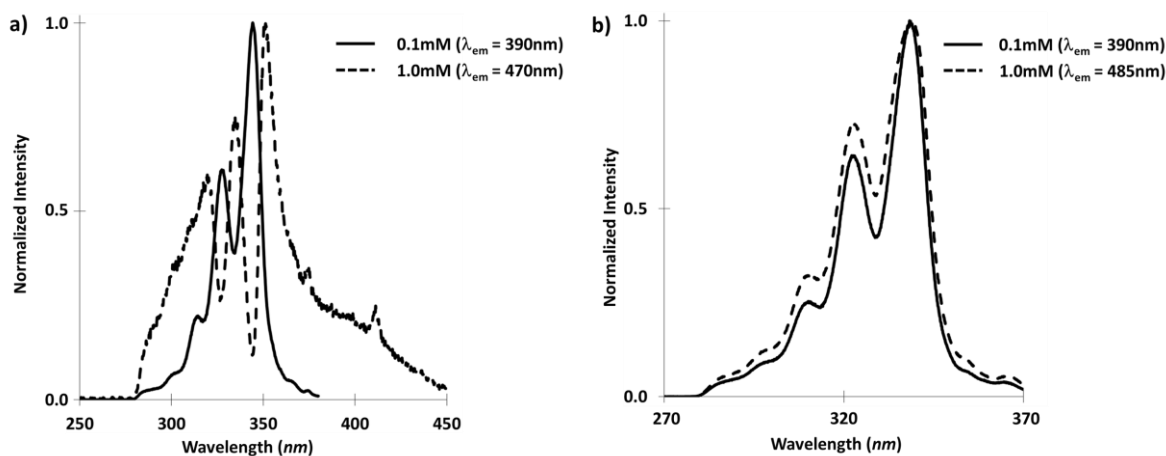 a)
0.1mM (λem = 390nm)
1.0mM (λem = 470nm)
1.0
0.5
0.0
Normalized Intensity
250 300 350 400 450
Wavelength (nm)
b)
0.1mM (λem = 390nm)
1.0mM (λem = 485nm)
1.0
0.5
0.0
Normalized Intensity
270 320 370
Wavelength (nm)